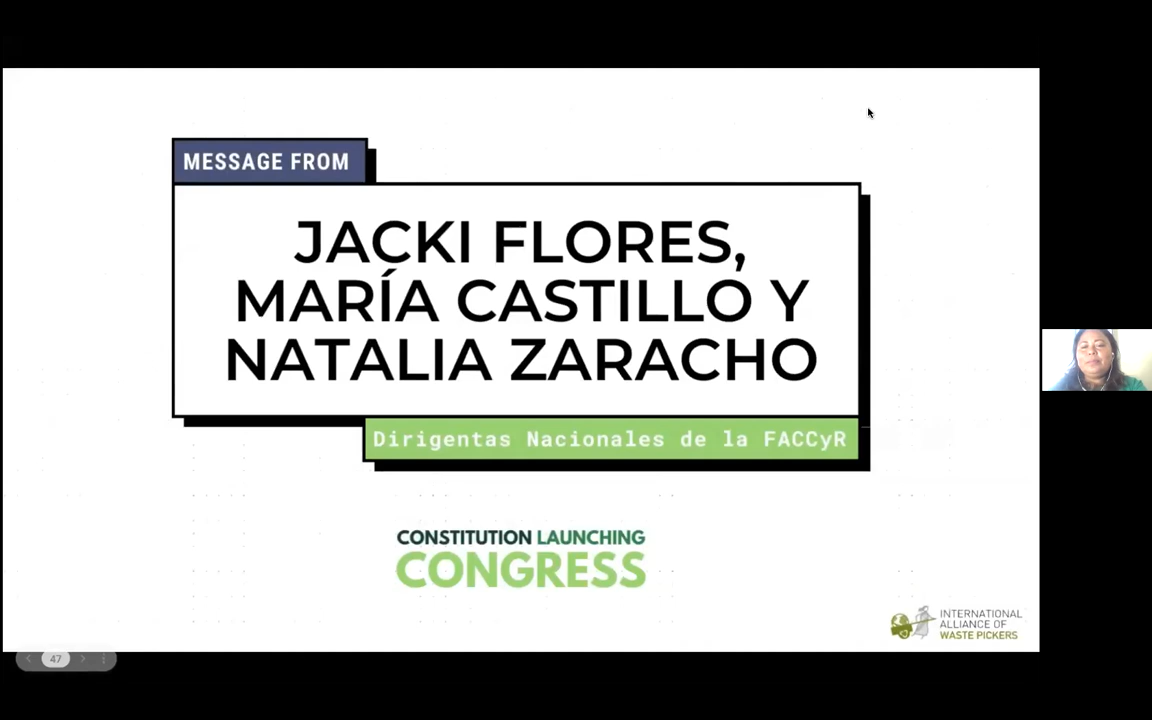 MESSAGE FROM
JACKI FLORES,
MARÍA CASTILLO Y
NATALIA ZARACHO
Dirigentas Nacionales de la FACCyR
CONSTITUTION LAUNCHING
CONGRESS
INTERNATIONAL
ALLIANCE OF
WASTE PICKERS
47